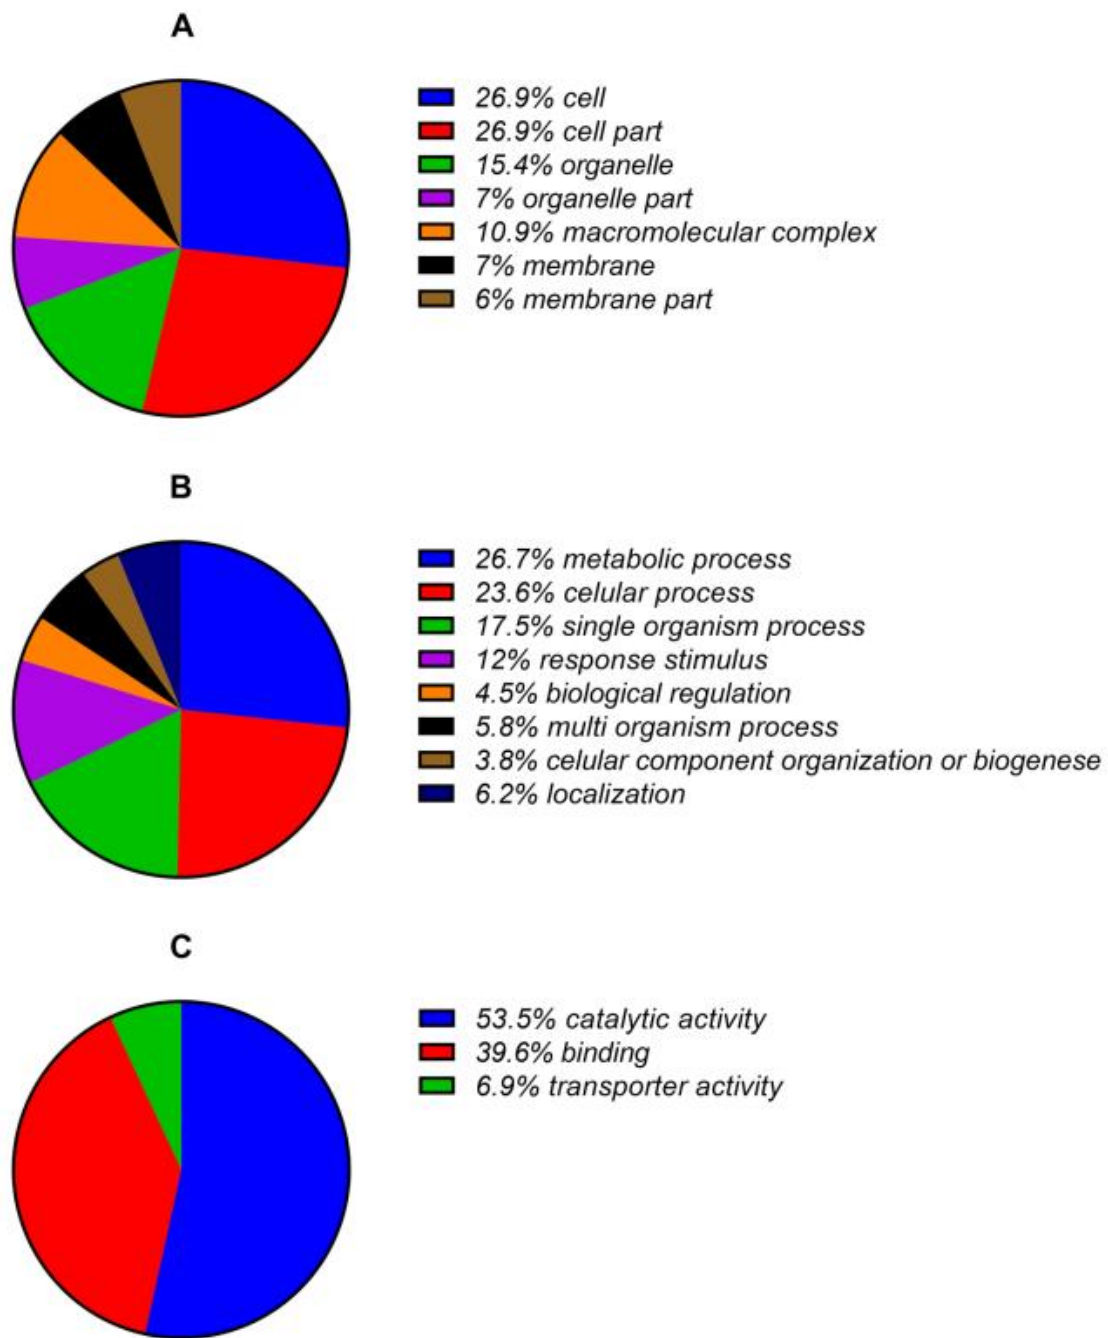 A
26.9% cell
26.9% cell part
15.4% organelle
7% organelle part
10.9% macromolecular complex
7% membrane
6% membrane part
B
26.7% metabolic process
23.6% celular process
17.5% single organism process
12% response stimulus
4.5% biological regulation
5.8% multi organism process
3.8% celular component organization or biogenese
6.2% localization
C
53.5% catalytic activity
39.6% binding
6.9% transporter activity